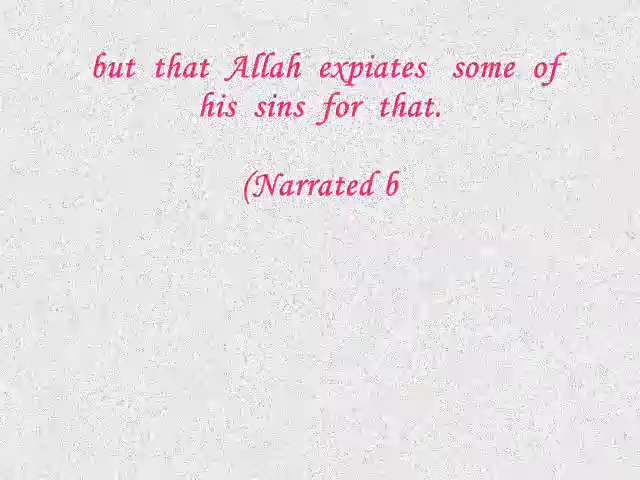 but that Allah expiates some of
his sins for that.
(Narrated b